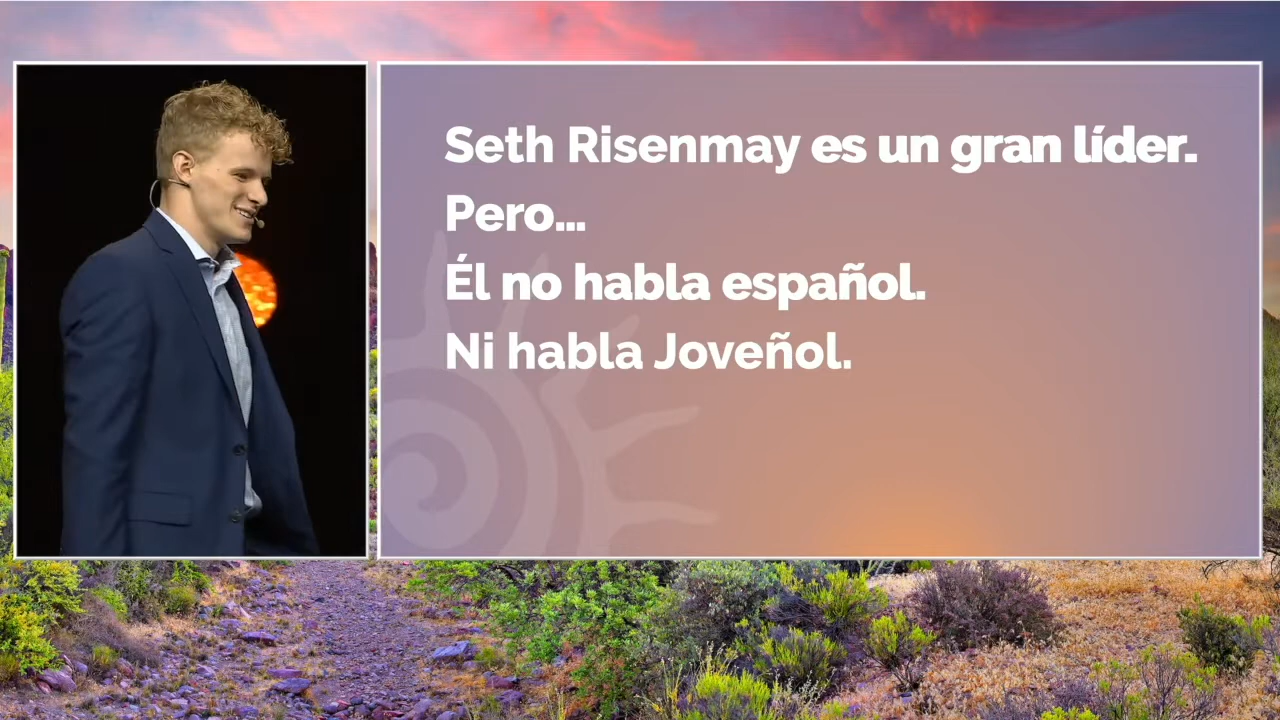 Seth Risenmay es un gran líder.
Pero...
Él no habla español.
Ni habla Joveñol.